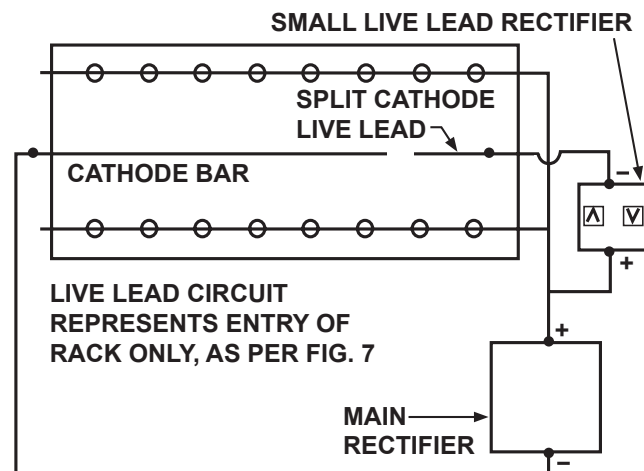 SMALL LIVE LEAD RECTIFIER
SPLIT CATHODE
LIVE LEAD
CATHODE BAR
−
A V
+
LIVE LEAD CIRCUIT
REPRESENTS ENTRY OF
RACK ONLY, AS PER FIG. 7
+
MAIN
RECTIFIER
−